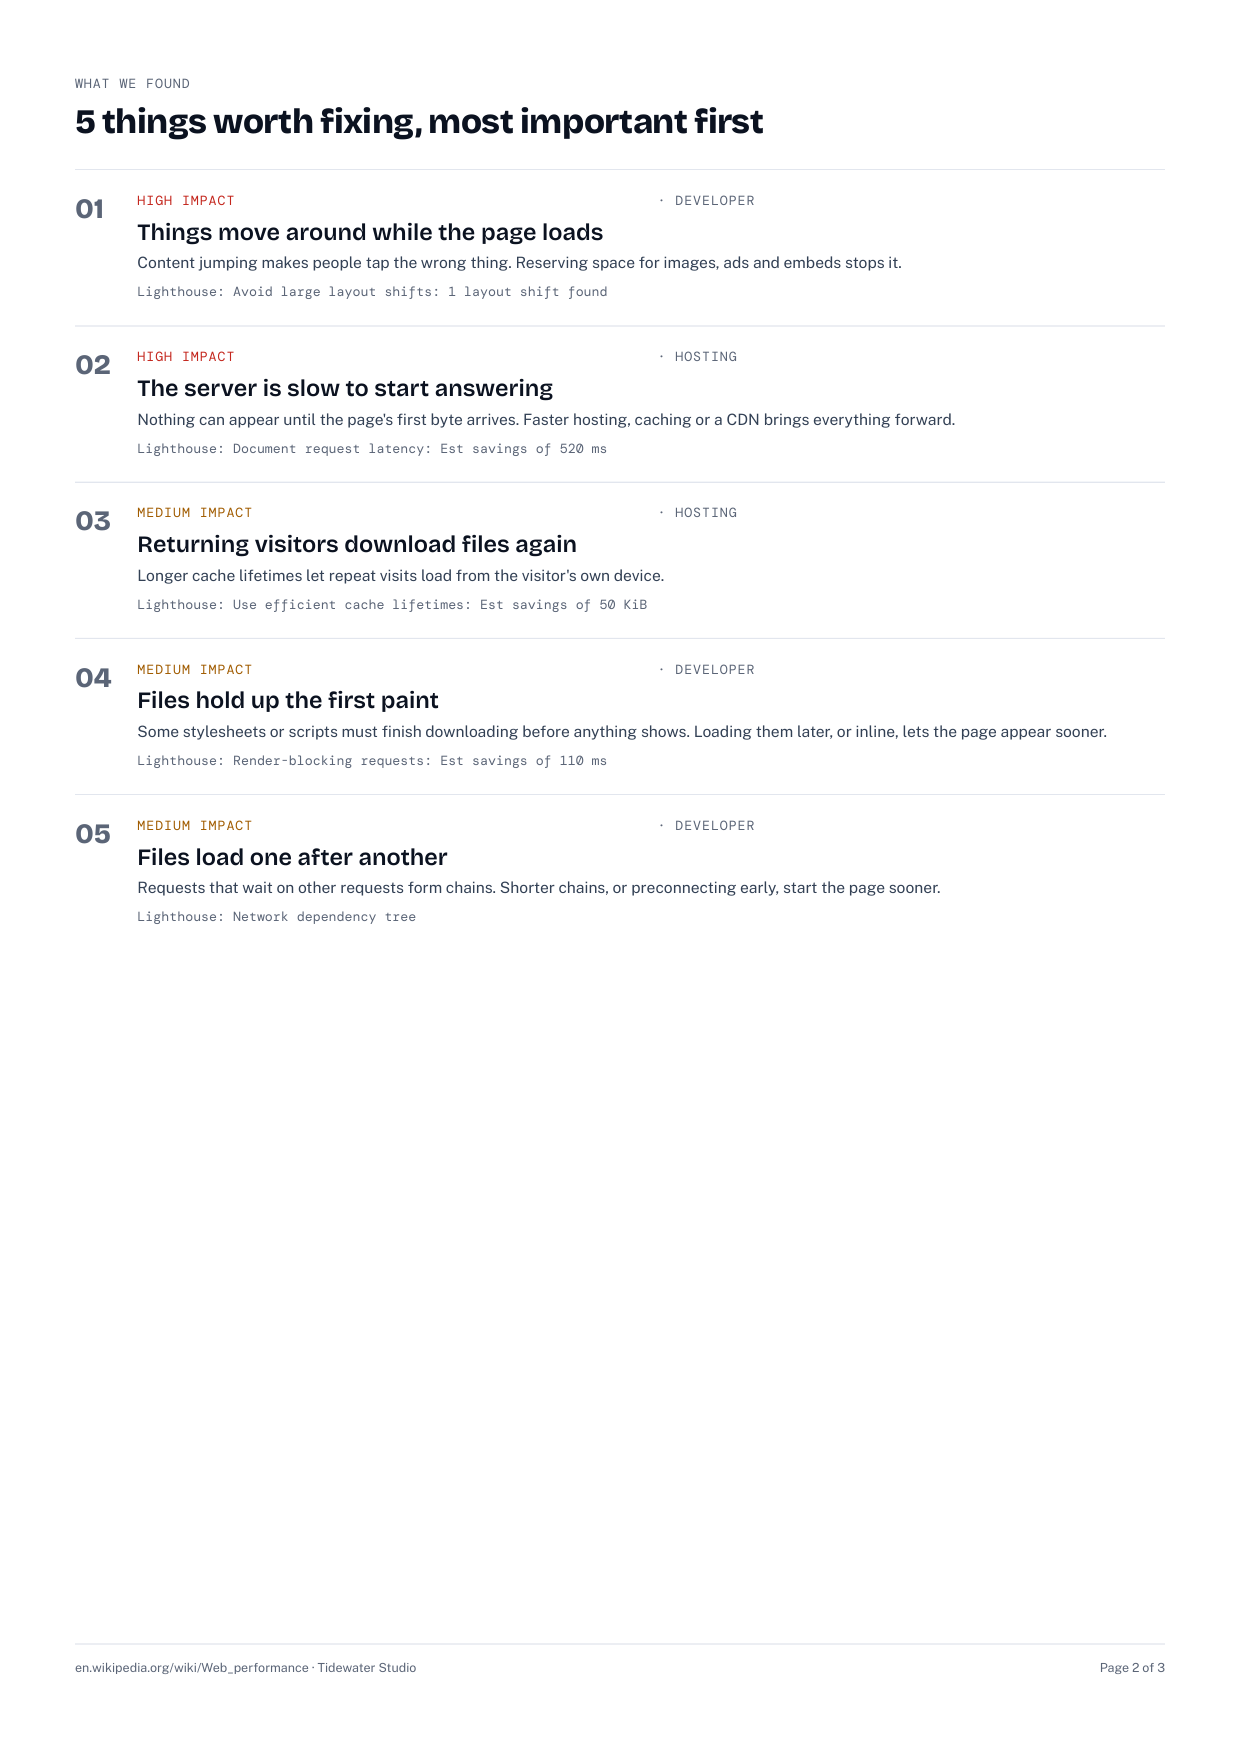 WHAT WE FOUND
5 things worth fixing, most important first
01
HIGH IMPACT · DEVELOPER
Things move around while the page loads
Content jumping makes people tap the wrong thing. Reserving space for images, ads and embeds stops it.
Lighthouse: Avoid large layout shifts: 1 layout shift found
02
HIGH IMPACT · HOSTING
The server is slow to start answering
Nothing can appear until the page's first byte arrives. Faster hosting, caching or a CDN brings everything forward.
Lighthouse: Document request latency: Est savings of 520 ms
03
MEDIUM IMPACT · HOSTING
Returning visitors download files again
Longer cache lifetimes let repeat visits load from the visitor's own device.
Lighthouse: Use efficient cache lifetimes: Est savings of 50 KiB
04
MEDIUM IMPACT · DEVELOPER
Files hold up the first paint
Some stylesheets or scripts must finish downloading before anything shows. Loading them later, or inline, lets the page appear sooner.
Lighthouse: Render-blocking requests: Est savings of 110 ms
05
MEDIUM IMPACT · DEVELOPER
Files load one after another
Requests that wait on other requests form chains. Shorter chains, or preconnecting early, start the page sooner.
Lighthouse: Network dependency tree
en.wikipedia.org/wiki/Web_performance · Tidewater Studio
Page 2 of 3